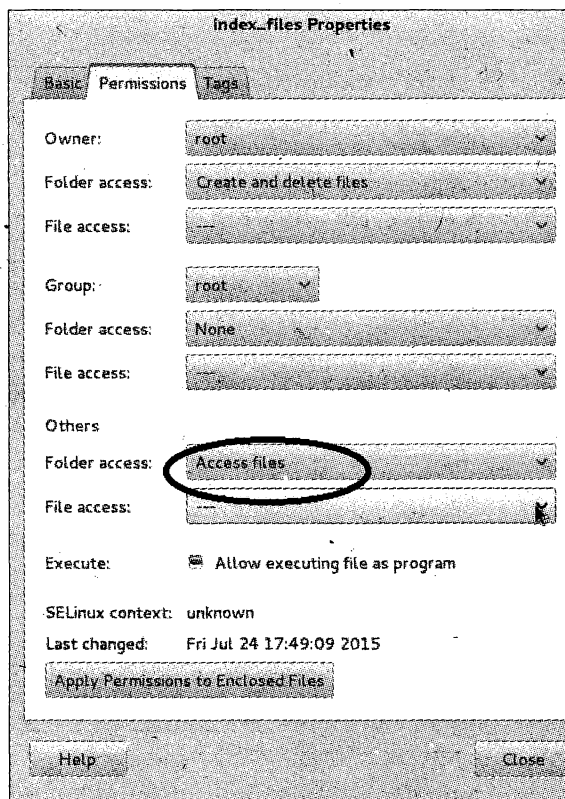 index_files Properties
Basic Permissions Tags
Owner: root
Folder access: Create and delete files
File access: ---
Group: root
Folder access: None
File access: ---
Others
Folder access: Access files
File access: ---
Execute: Allow executing file as program
SELinux context: unknown
Last changed: Fri Jul 24 17:49:09 2015
Apply Permissions to Enclosed Files
Help Close